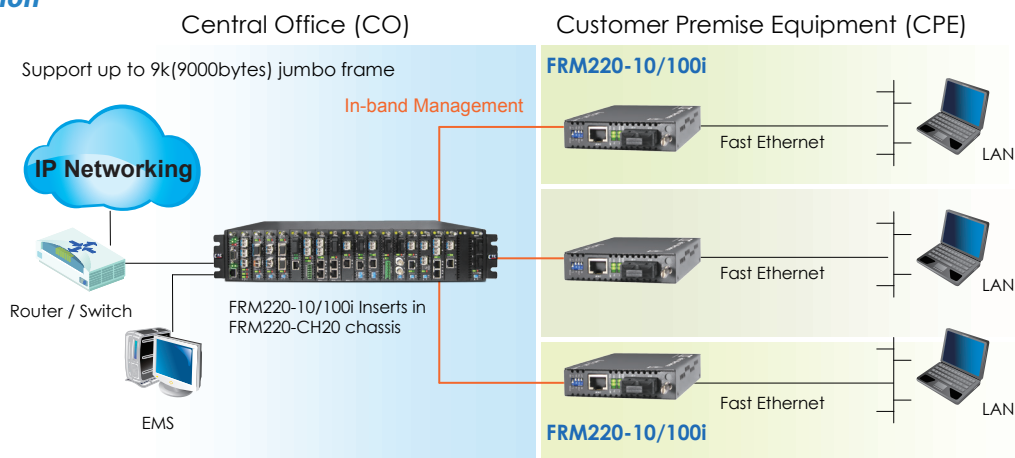 Central Office (CO)
Customer Premise Equipment (CPE)
Support up to 9k(9000bytes) jumbo frame
FRM220-10/100i
In-band Management
Fast Ethernet
LAN
IP Networking
Fast Ethernet
LAN
Router / Switch
FRM220-10/100i Inserts in
FRM220-CH20 chassis
Fast Ethernet
LAN
EMS
FRM220-10/100i